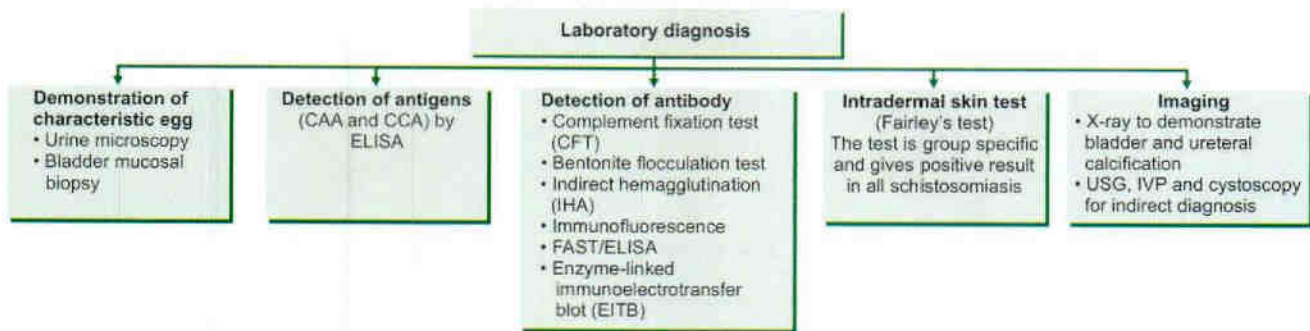 Laboratory diagnosis
Demonstration of
characteristic egg
• Urine microscopy
• Bladder mucosal
biopsy
Detection of antigens
(CAA and CCA) by
ELISA
Detection of antibody
• Complement fixation test
(CFT)
• Bentonite flocculation test
• Indirect hemagglutination
(IHA)
• Immunofluorescence
• FAST/ELISA
• Enzyme-linked
immunoelectrotransfer
blot (EITB)
Intradermal skin test
(Fairley's test)
The test is group specific
and gives positive result
in all schistosomiasis
Imaging
• X-ray to demonstrate
bladder and ureteral
calcification
• USG, IVP and cystoscopy
for indirect diagnosis